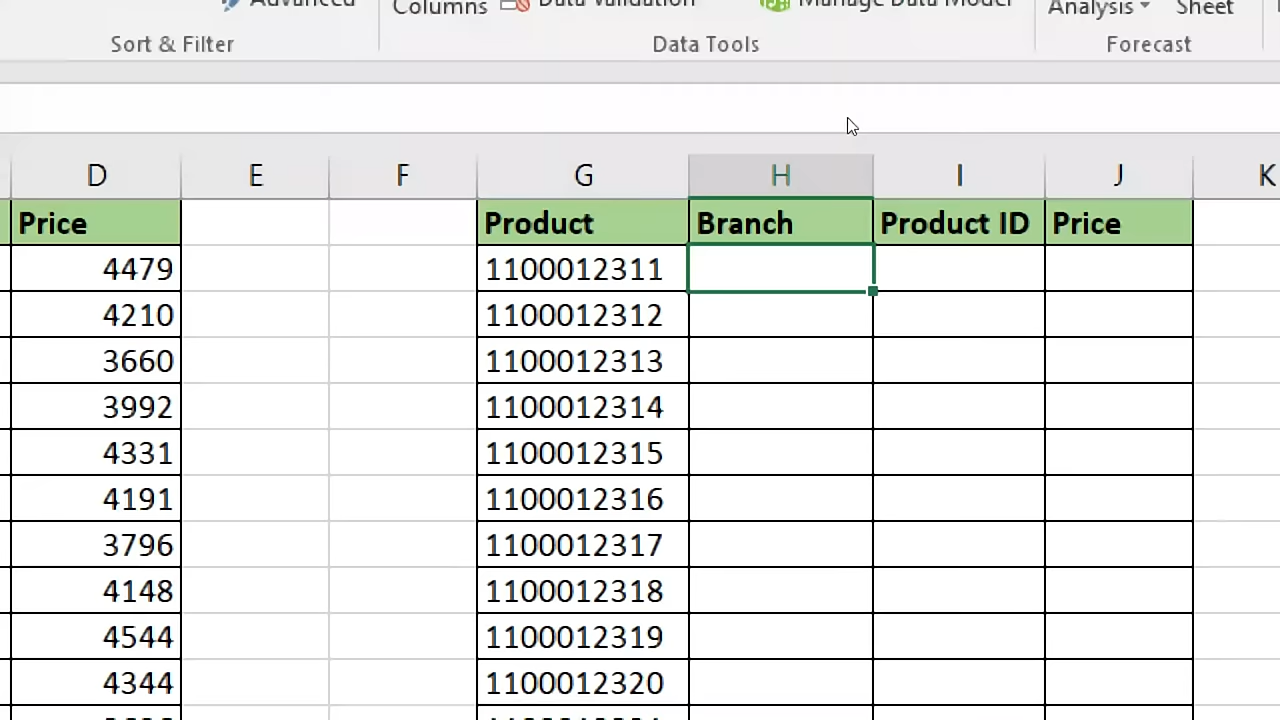 Advanced
Columns Data Validation Manage Data Model Analysis Sheet
Sort & Filter Data Tools Forecast
D E F G H I J K
Price Product Branch Product ID Price
4479 1100012311
4210 1100012312
3660 1100012313
3992 1100012314
4331 1100012315
4191 1100012316
3796 1100012317
4148 1100012318
4544 1100012319
4344 1100012320